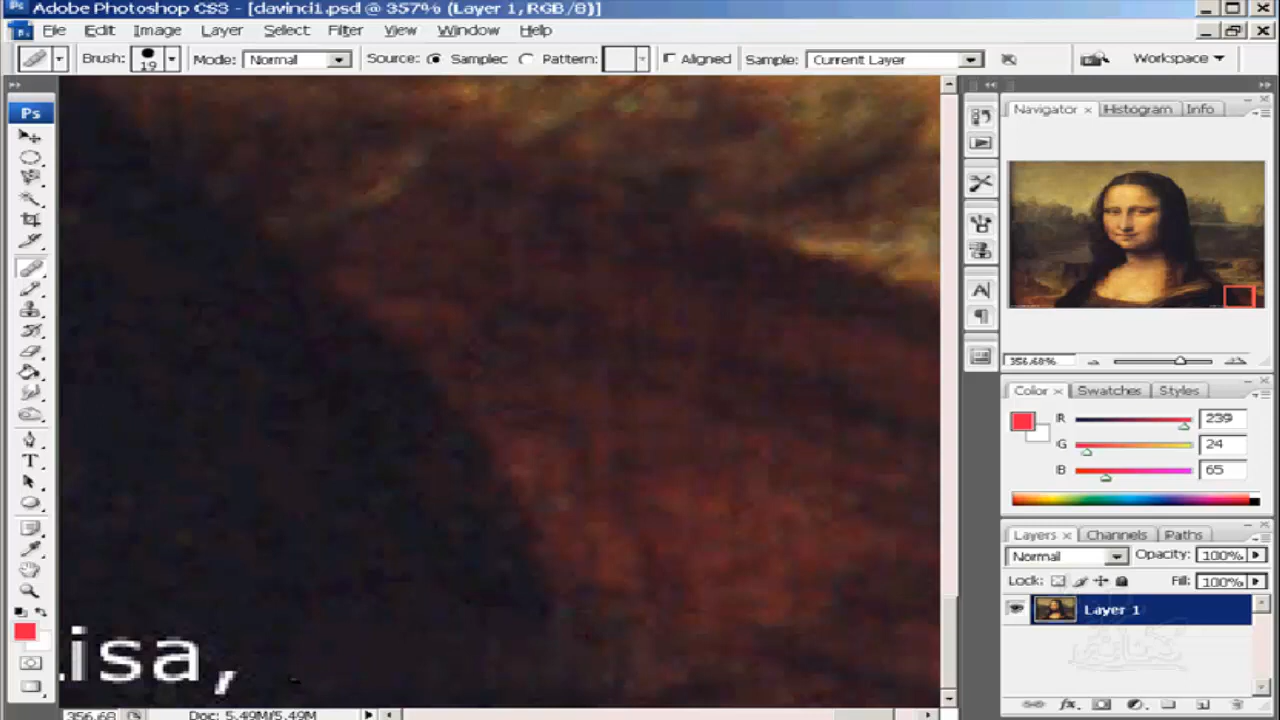 Adobe Photoshop CS3 - [davinci1.psd @ 357% (Layer 1,RGB/8)]
File Edit Image Layer Select Filter View Window Help
Brush: 19 Mode: Normal Source: Sampled Pattern: Aligned Sample: Current Layer Workspace
Ps
Navigator × Histogram Info
356.68%
Color × Swatches Styles
R 239
G 24
B 65
Layers × Channels Paths
Normal Opacity: 100%
Lock: Fill: 100%
Layer 1
Lisa,
356.68 Doc: 5.49M/5.49M